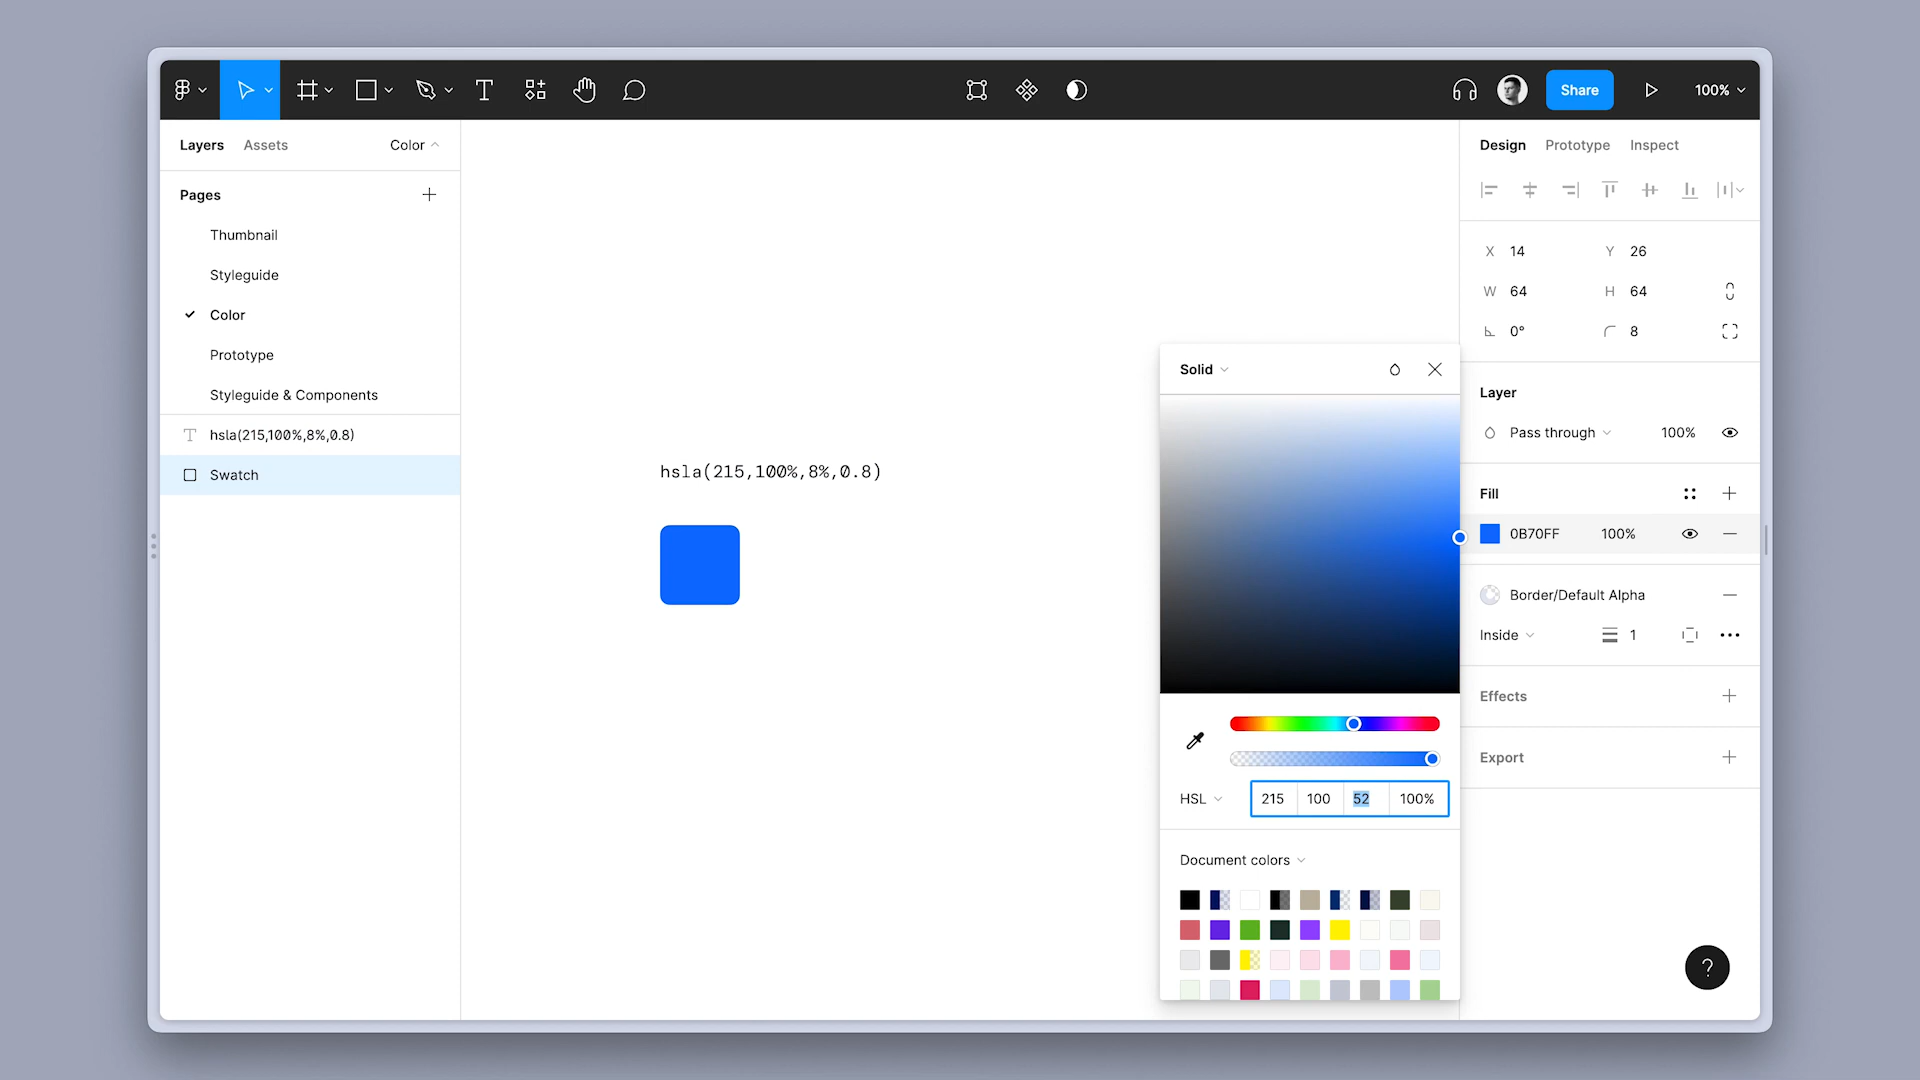 Share
100%
Layers
Assets
Color
Pages
Thumbnail
Styleguide
Color
Prototype
Styleguide & Components
hsla(215,100%,8%,0.8)
Swatch
hsla(215,100%,8%,0.8)
Solid
HSL
215
100
52
100%
Document colors
Design
Prototype
Inspect
X 14
Y 26
W 64
H 64
0°
8
Layer
Pass through
100%
Fill
0B70FF
100%
Border/Default Alpha
Inside
1
Effects
Export
?